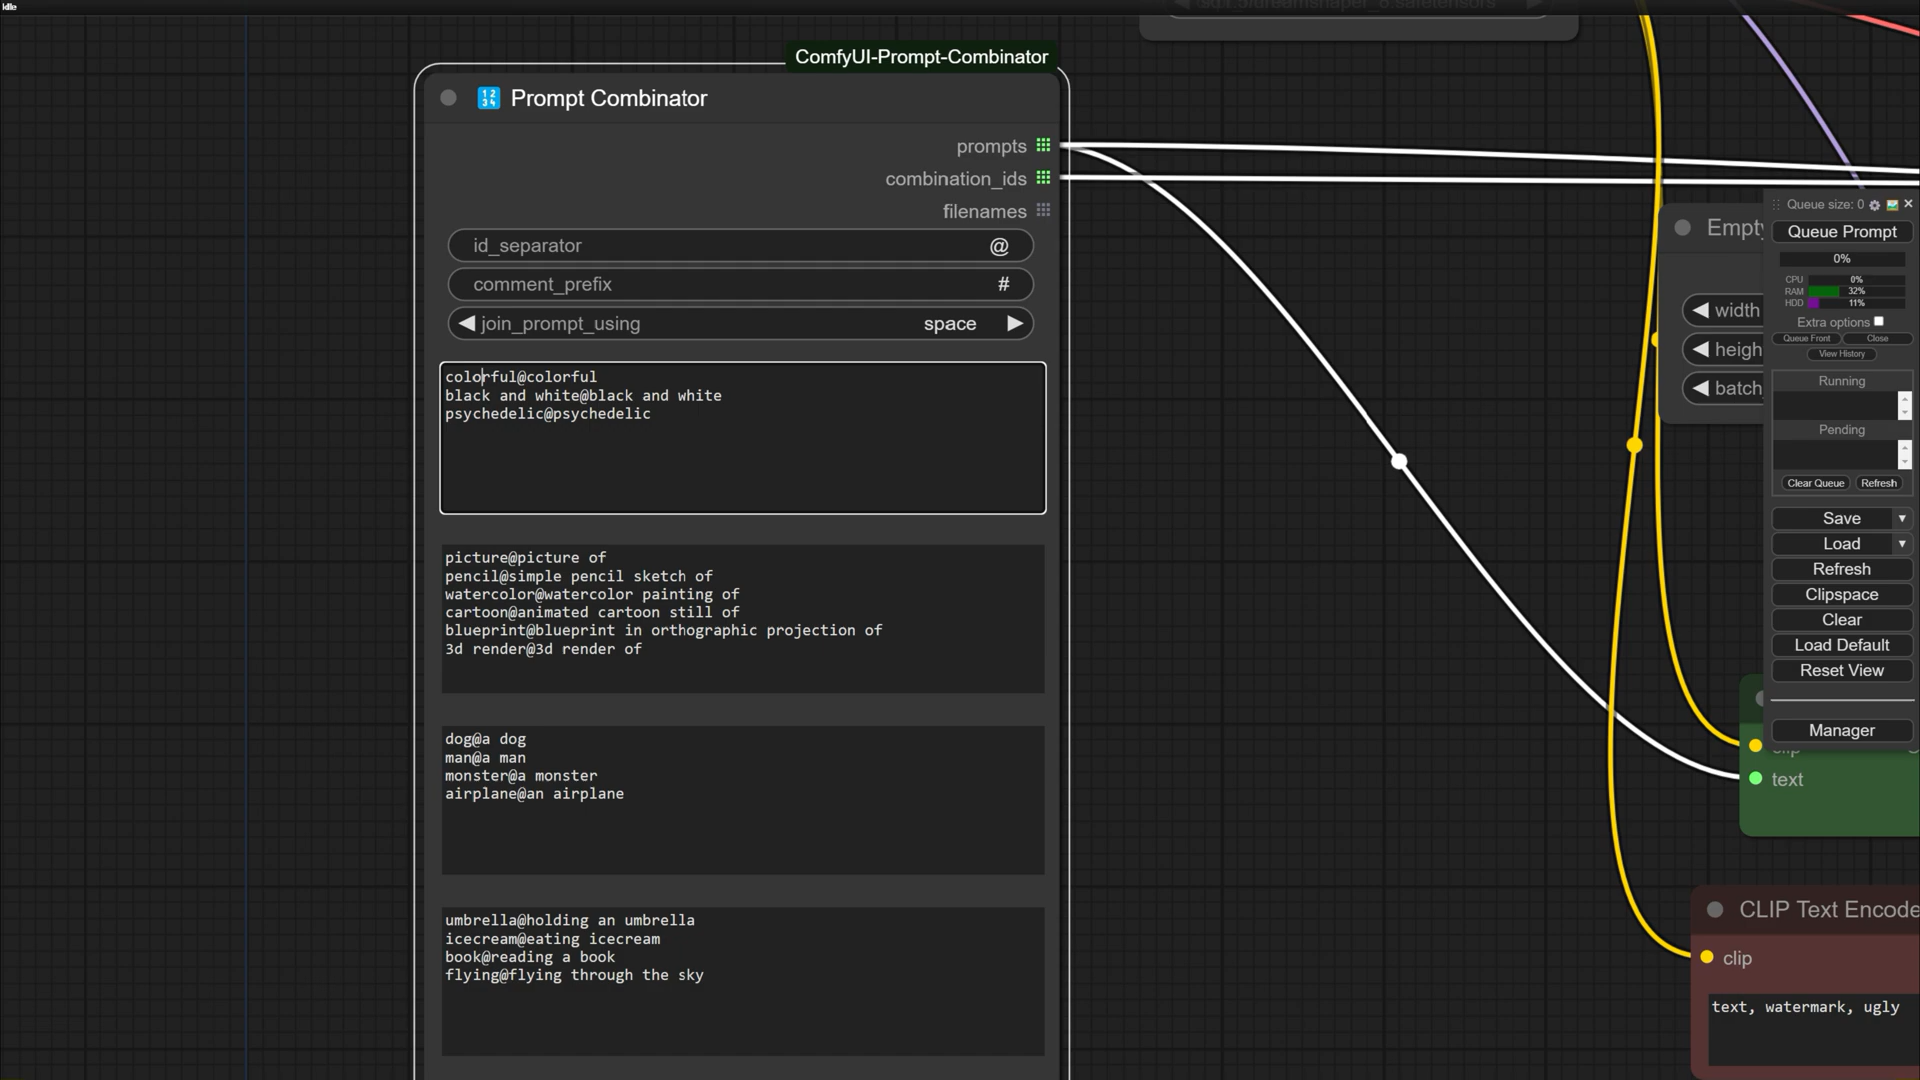 Idle
sd1.5/dreamshaper_8.safetensors
ComfyUI-Prompt-Combinator
Prompt Combinator
prompts
combination_ids
filenames
id_separator @
comment_prefix #
join_prompt_using space
colorful@colorful
black and white@black and white
psychedelic@psychedelic
picture@picture of
pencil@simple pencil sketch of
watercolor@watercolor painting of
cartoon@animated cartoon still of
blueprint@blueprint in orthographic projection of
3d render@3d render of
dog@a dog
man@a man
monster@a monster
airplane@an airplane
umbrella@holding an umbrella
icecream@eating icecream
book@reading a book
flying@flying through the sky
Empty
width
heigh
batch
Queue size: 0
Queue Prompt
0%
CPU 0%
RAM 32%
HDD 11%
Extra options
Queue Front Close
View History
Running
Pending
Clear Queue Refresh
Save
Load
Refresh
Clipspace
Clear
Load Default
Reset View
Manager
clip
text
CLIP Text Encode
clip
text, watermark, ugly